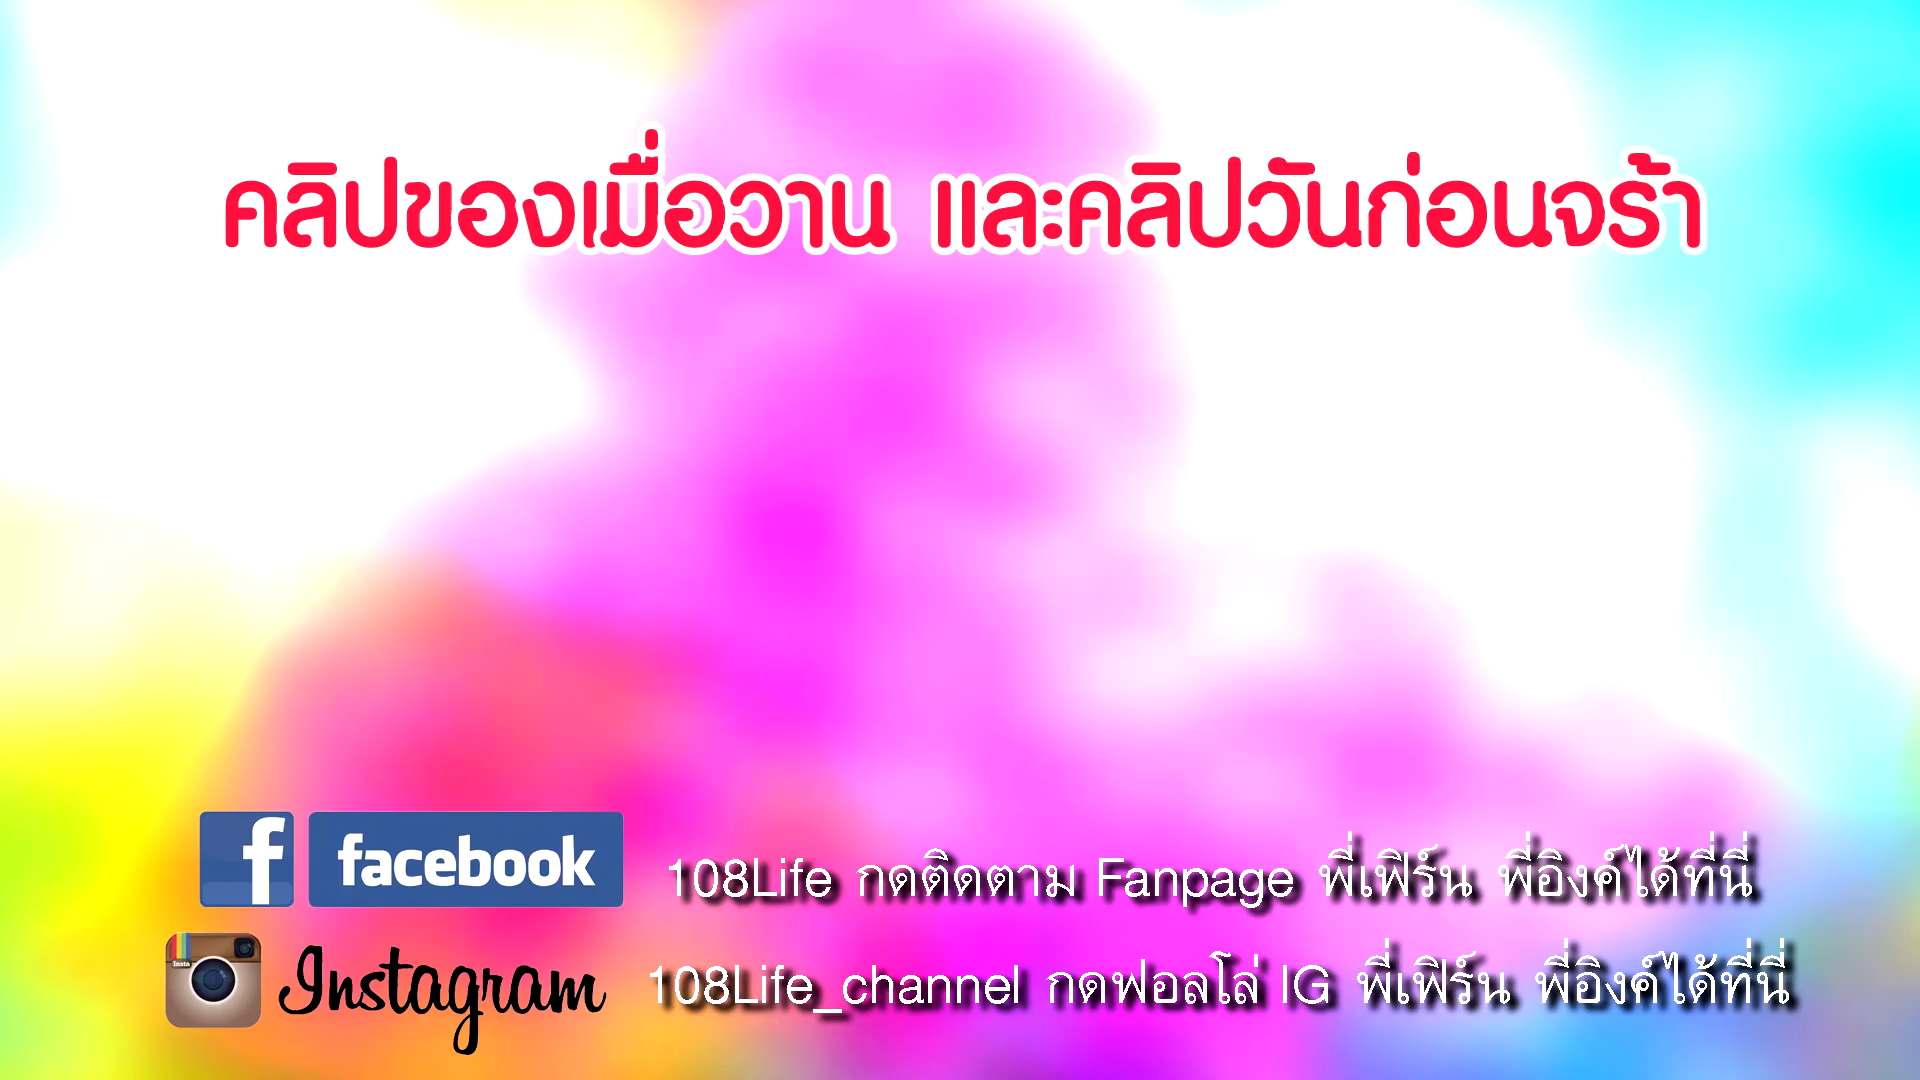 คลิปของเมื่อวาน และคลิปวันก่อนจร้า
f facebook 108Life กดติดตาม Fanpage พี่เฟิร์น พี่อิงค์ได้ที่นี่
Insta Instagram 108Life_channel กดฟอลโล่ IG พี่เฟิร์น พี่อิงค์ได้ที่นี่